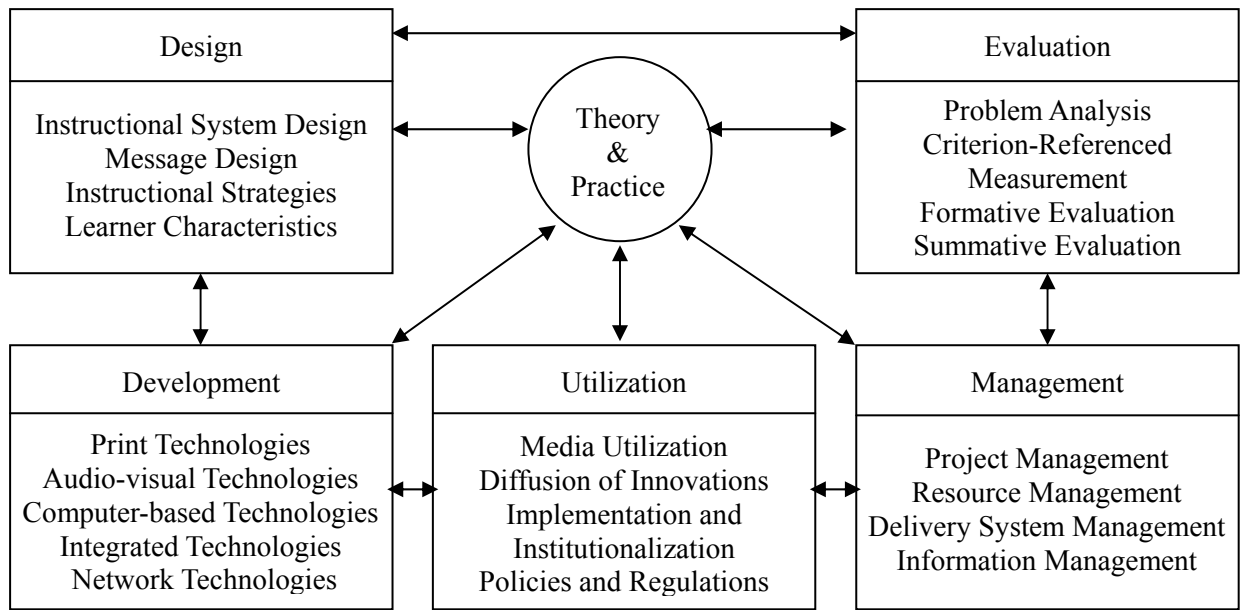 Design
Instructional System Design
Message Design
Instructional Strategies
Learner Characteristics
Theory
&
Practice
Evaluation
Problem Analysis
Criterion-Referenced
Measurement
Formative Evaluation
Summative Evaluation
Development
Print Technologies
Audio-visual Technologies
Computer-based Technologies
Integrated Technologies
Network Technologies
Utilization
Media Utilization
Diffusion of Innovations
Implementation and
Institutionalization
Policies and Regulations
Management
Project Management
Resource Management
Delivery System Management
Information Management